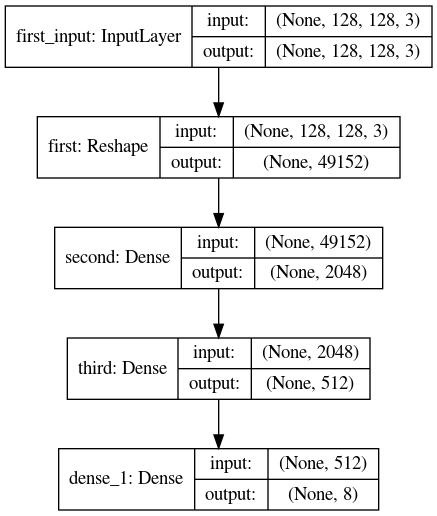 first_input: InputLayer
input: (None, 128, 128, 3)
output: (None, 128, 128, 3)
first: Reshape
input: (None, 128, 128, 3)
output: (None, 49152)
second: Dense
input: (None, 49152)
output: (None, 2048)
third: Dense
input: (None, 2048)
output: (None, 512)
dense_1: Dense
input: (None, 512)
output: (None, 8)